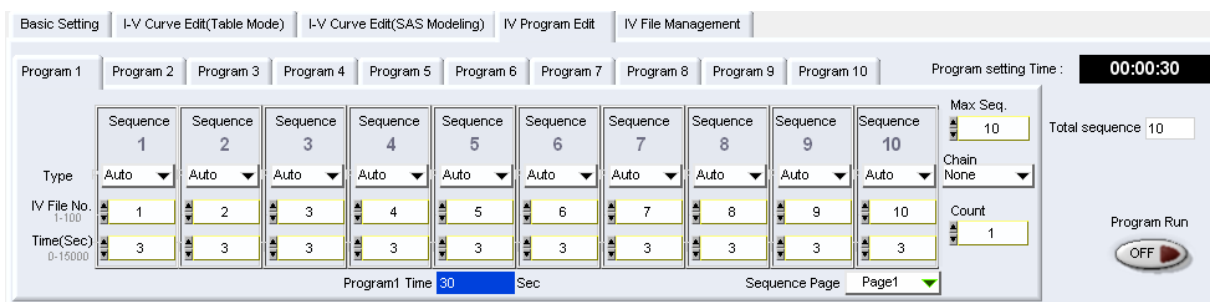 Basic Setting I-V Curve Edit(Table Mode) I-V Curve Edit(SAS Modeling) IV Program Edit IV File Management
Program 1 Program 2 Program 3 Program 4 Program 5 Program 6 Program 7 Program 8 Program 9 Program 10 Program setting Time : 00:00:30
Max Seq.
Sequence Sequence Sequence Sequence Sequence Sequence Sequence Sequence Sequence Sequence
10 Total sequence 10
1 2 3 4 5 6 7 8 9 10
Chain
Type Auto Auto Auto Auto Auto Auto Auto Auto Auto Auto None
IV File No. 1 2 3 4 5 6 7 8 9 10 Count
1-100
1 Program Run
Time(Sec) 3 3 3 3 3 3 3 3 3 3
0-15000
OFF
Program1 Time 30 Sec Sequence Page Page1